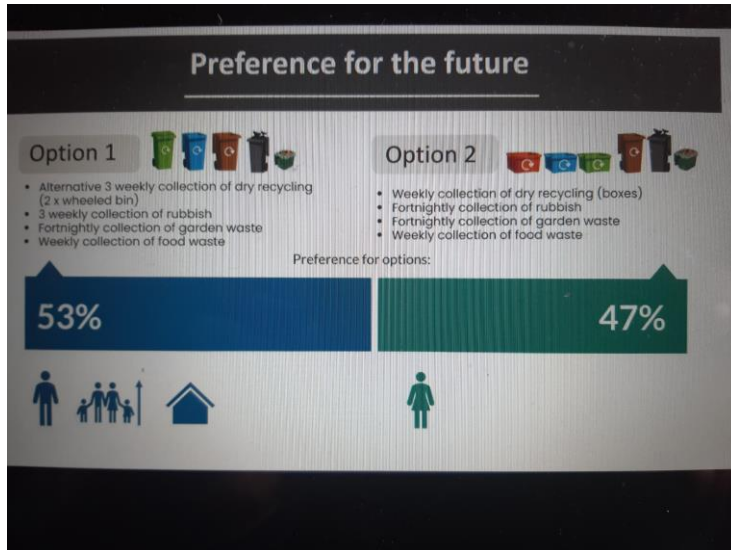 Preference for the future
Option 1
• Alternative 3 weekly collection of dry recycling
(2 x wheeled bin)
• 3 weekly collection of rubbish
• Fortnightly collection of garden waste
• Weekly collection of food waste
Option 2
• Weekly collection of dry recycling (boxes)
• Fortnightly collection of rubbish
• Fortnightly collection of garden waste
• Weekly collection of food waste
Preference for options:
53%
47%